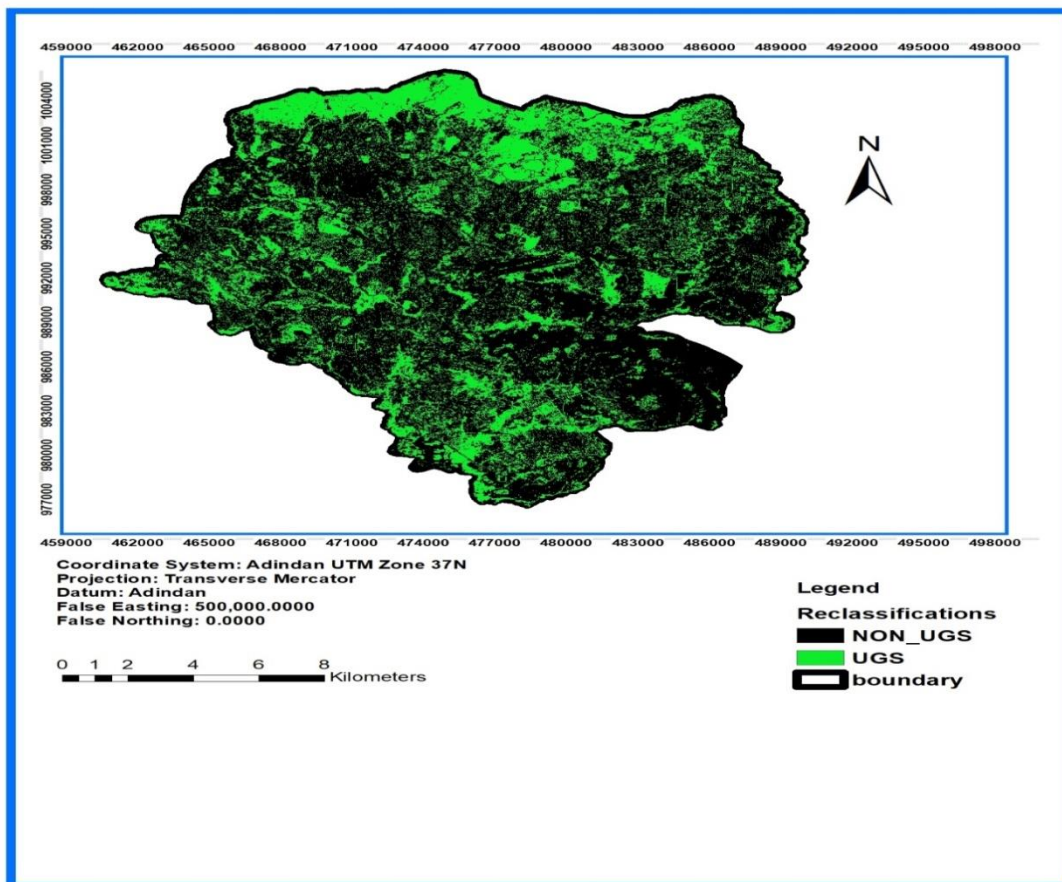 459000 462000 465000 468000 471000 474000 477000 480000 483000 486000 489000 492000 495000 498000
1004000
1001000
998000
995000
992000
989000
986000
983000
980000
977000
N
459000 462000 465000 468000 471000 474000 477000 480000 483000 486000 489000 492000 495000 498000
Coordinate System: Adindan UTM Zone 37N
Projection: Transverse Mercator
Datum: Adindan
False Easting: 500,000.0000
False Northing: 0.0000
0 1 2 4 6 8
Kilometers
Legend
Reclassifications
NON_UGS
UGS
boundary